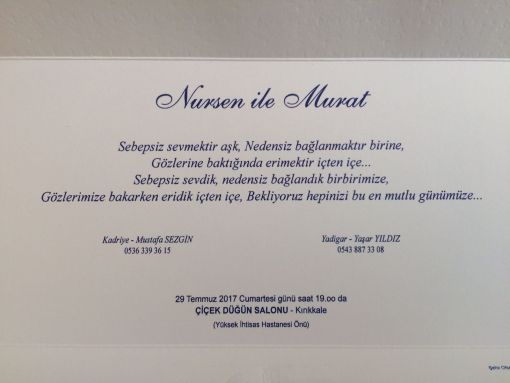 Nursen ile Murat
Sebepsiz sevmektir aşk, Nedensiz bağlanmaktır birine,
Gözlerine baktığında erimektir içten içe...
Sebepsiz sevdik, nedensiz bağlandık birbirimize,
Gözlerimize bakarken eridik içten içe, Bekliyoruz hepinizi bu en mutlu günümüze...
Kadriye - Mustafa SEZGİN
0536 339 36 15
Yadigar - Yaşar YILDIZ
0543 887 33 08
29 Temmuz 2017 Cumartesi günü saat 19.oo da
ÇİÇEK DÜĞÜN SALONU - Kırıkkale
(Yüksek İhtisas Hastanesi Önü)